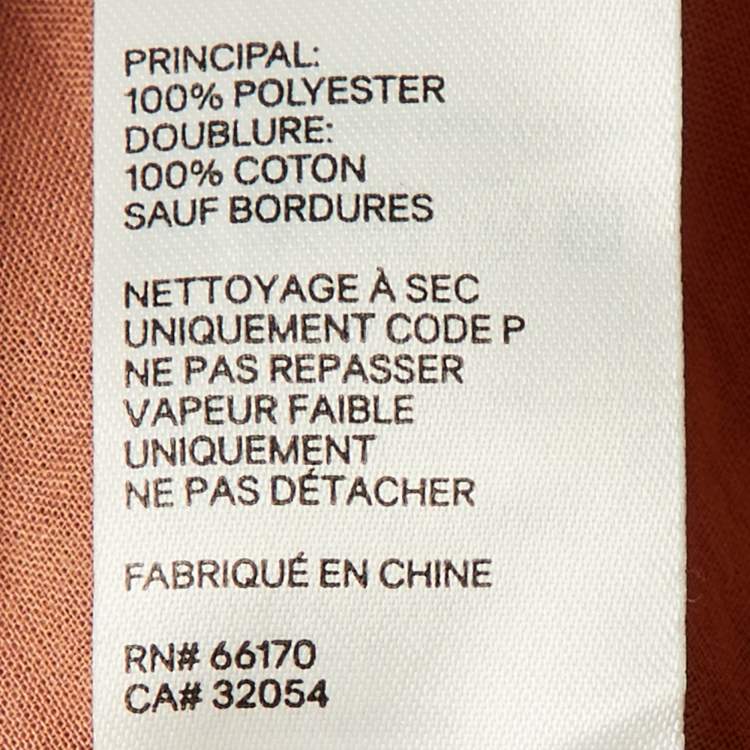 PRINCIPAL:
100% POLYESTER
DOUBLURE:
100% COTON
SAUF BORDURES
NETTOYAGE À SEC
UNIQUEMENT CODE P
NE PAS REPASSER
VAPEUR FAIBLE
UNIQUEMENT
NE PAS DÉTACHER
FABRIQUÉ EN CHINE
RN# 66170
CA# 32054